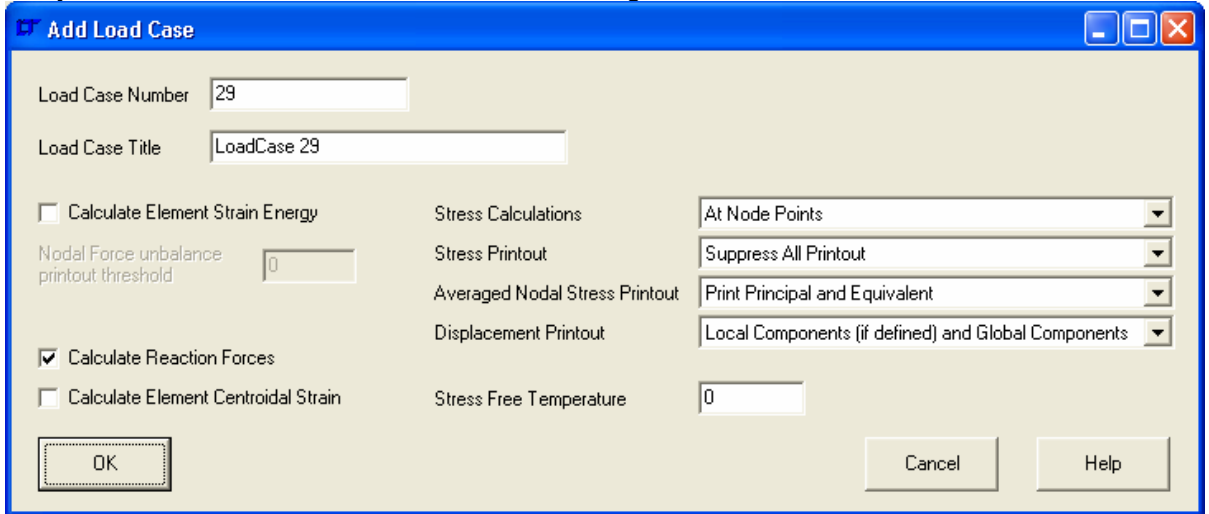 Add Load Case
Load Case Number 29
Load Case Title LoadCase 29
Calculate Element Strain Energy
Nodal Force unbalance
printout threshold 0
Stress Calculations At Node Points
Stress Printout Suppress All Printout
Averaged Nodal Stress Printout Print Principal and Equivalent
Displacement Printout Local Components (if defined) and Global Components
Calculate Reaction Forces
Calculate Element Centroidal Strain
Stress Free Temperature 0
OK
Cancel
Help